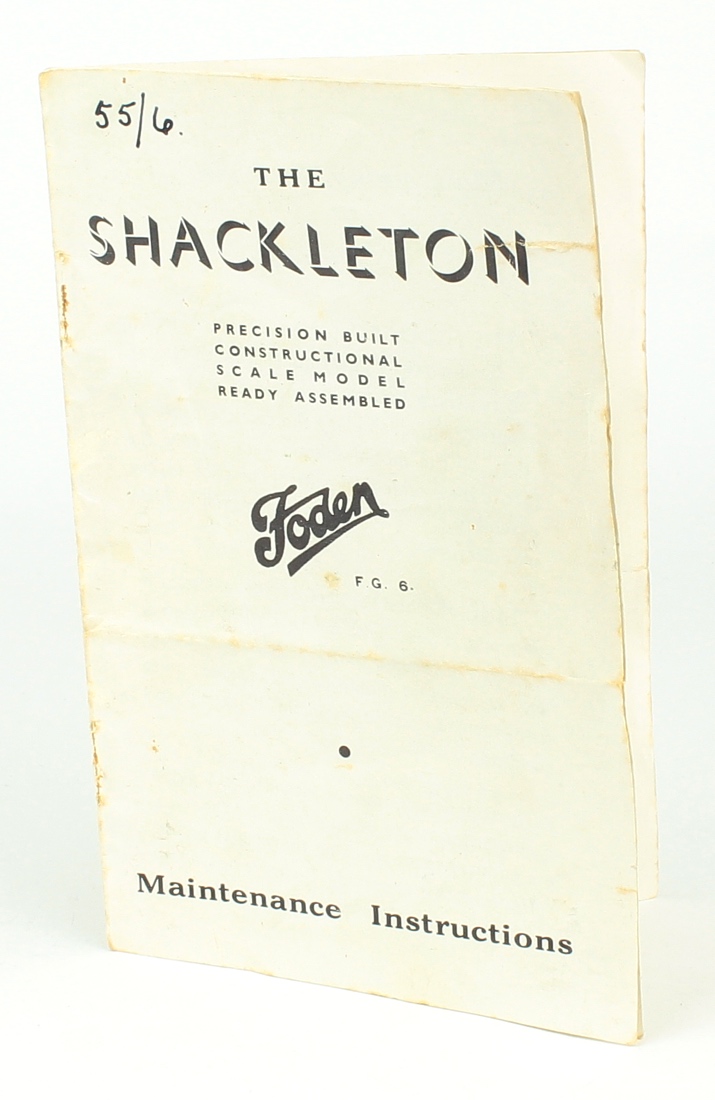 55/6.
THE
SHACKLETON
PRECISION BUILT
CONSTRUCTIONAL
SCALE MODEL
READY ASSEMBLED
Foden
F.G. 6.
Maintenance Instructions